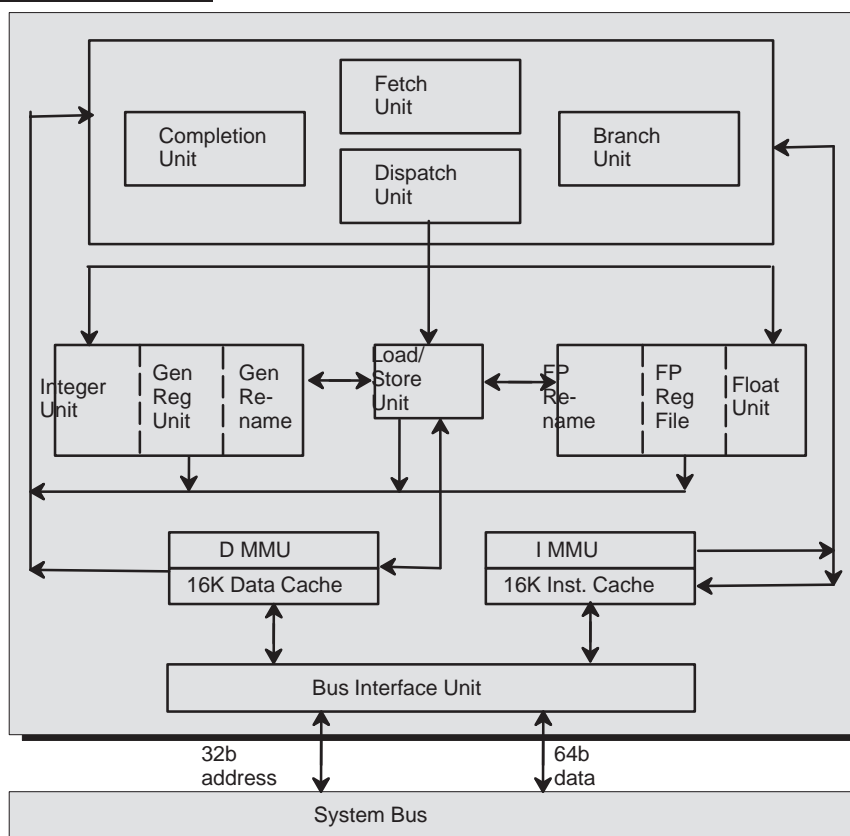 Fetch
Unit
Completion
Unit
Branch
Unit
Dispatch
Unit
Integer
Unit
Gen
Reg
Unit
Gen
Re-
name
Load/
Store
Unit
FP
Re-
name
FP
Reg
File
Float
Unit
D MMU
16K Data Cache
I MMU
16K Inst. Cache
Bus Interface Unit
32b
address
64b
data
System Bus